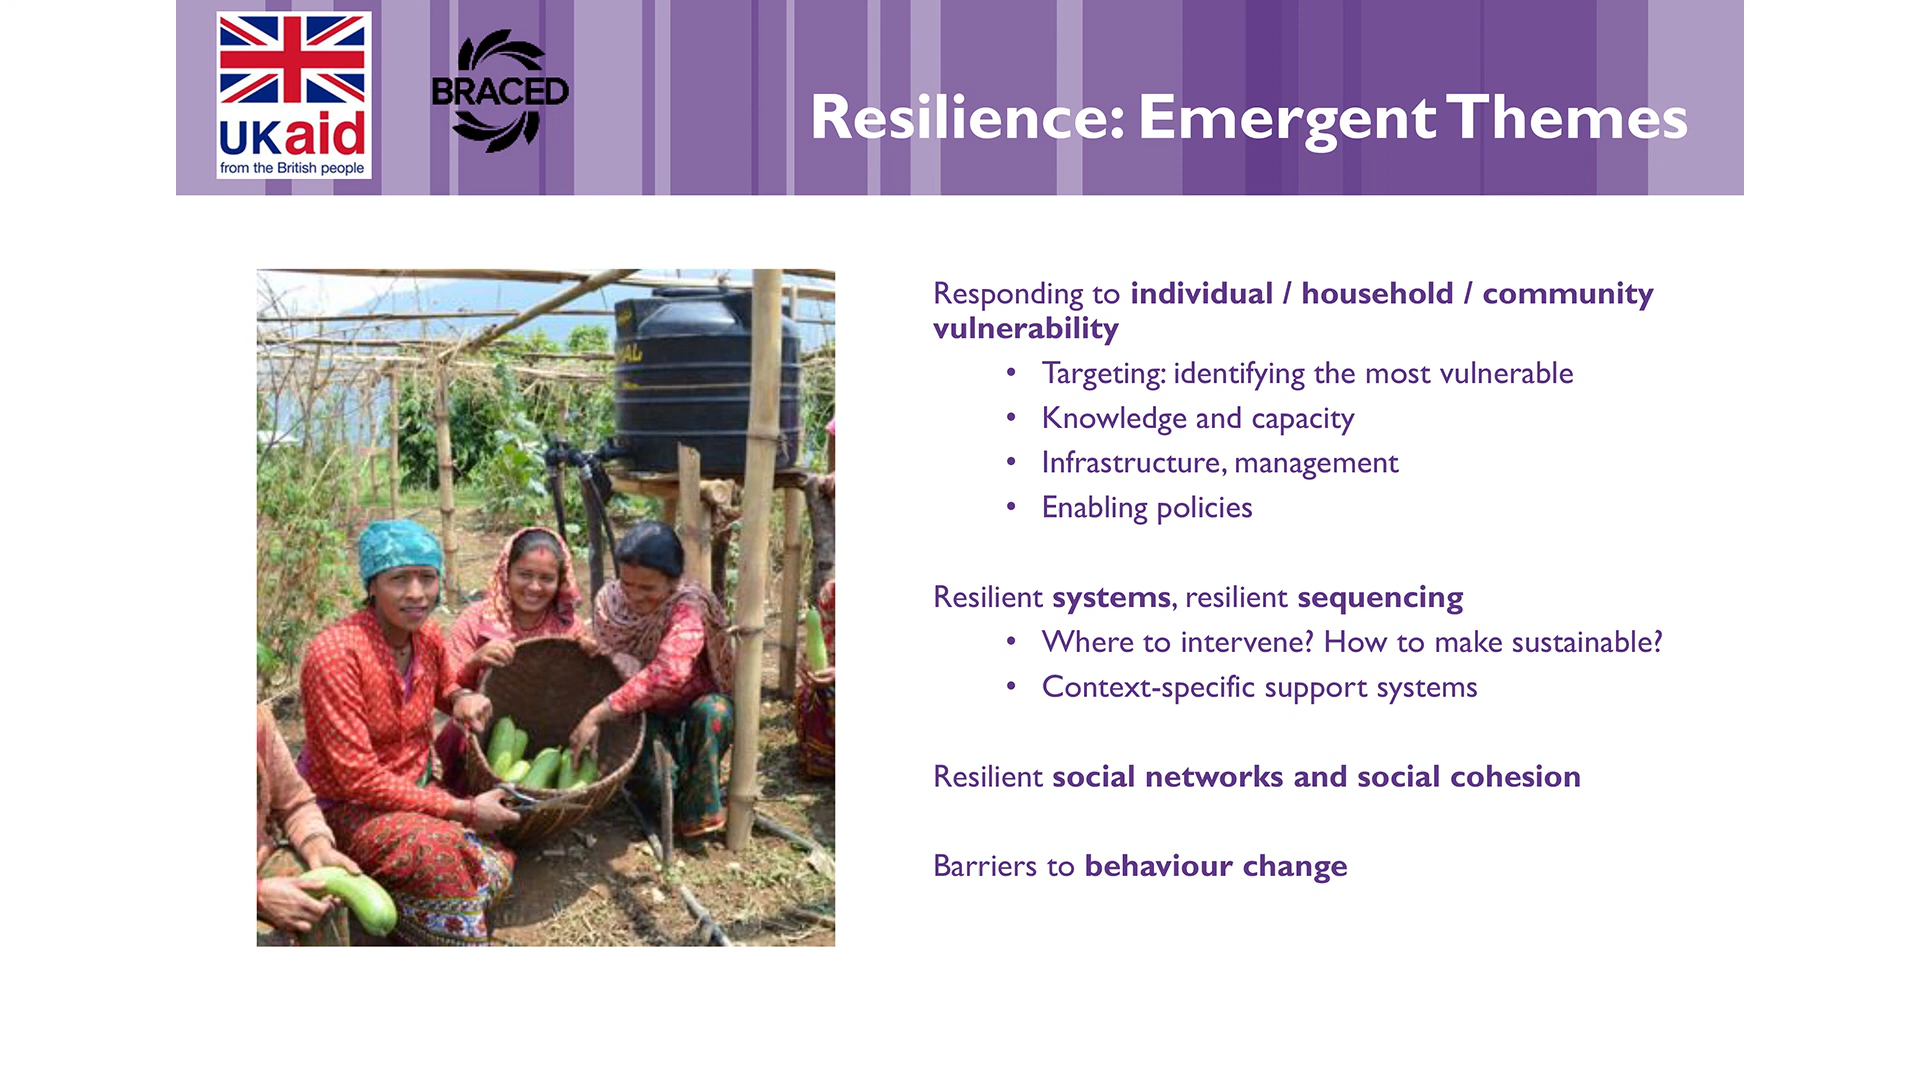 UKaid
from the British people
BRACED
Resilience: Emergent Themes
Responding to individual / household / community
vulnerability
• Targeting: identifying the most vulnerable
• Knowledge and capacity
• Infrastructure, management
• Enabling policies
Resilient systems, resilient sequencing
• Where to intervene? How to make sustainable?
• Context-specific support systems
Resilient social networks and social cohesion
Barriers to behaviour change